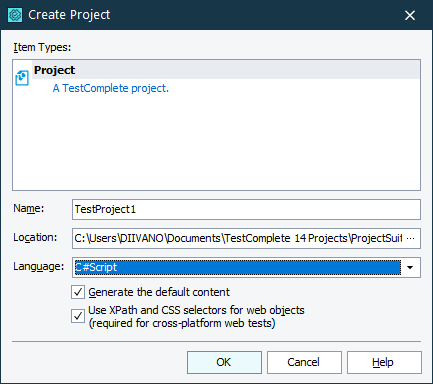 Create Project
Item Types:
Project
A TestComplete project.
Name:
TestProject1
Location:
C:\Users\DIIVANO\Documents\TestComplete 14 Projects\ProjectSuit ...
Language:
C#Script
Generate the default content
Use XPath and CSS selectors for web objects
(required for cross-platform web tests)
OK
Cancel
Help